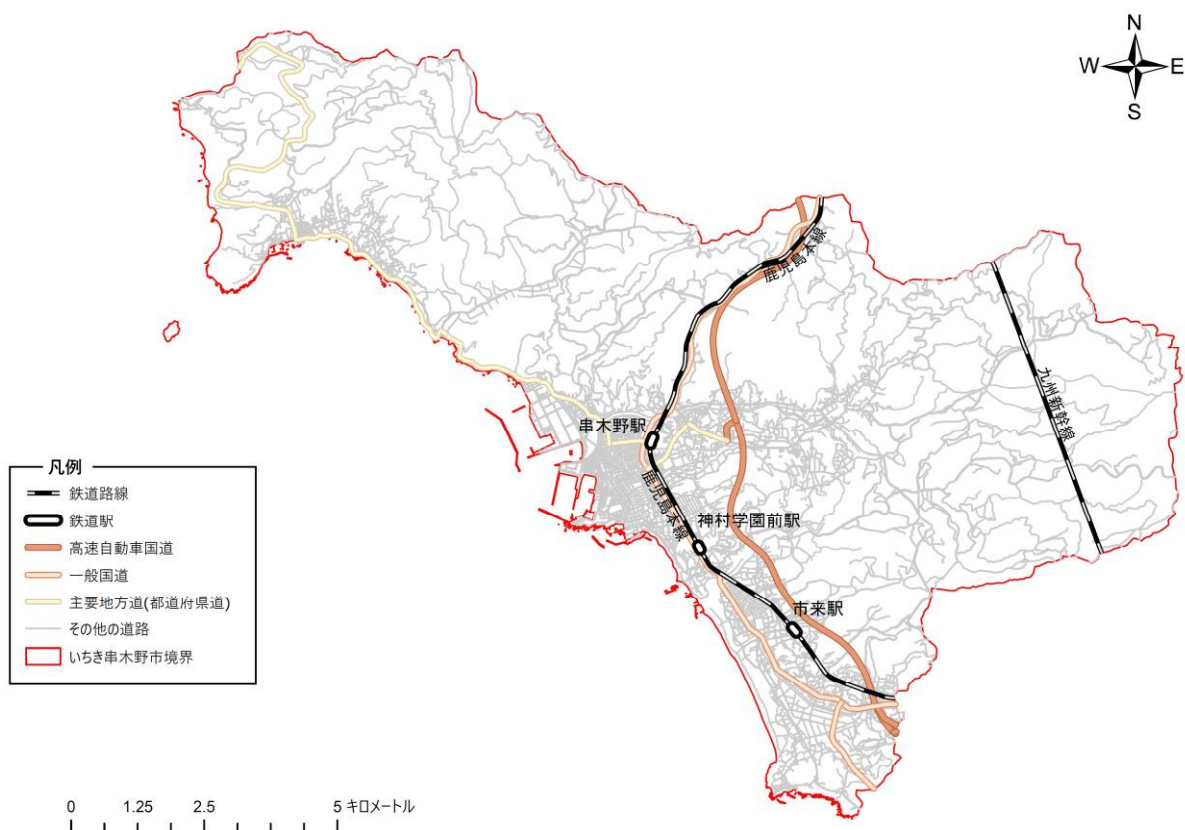 N
W E
S
鹿児島本線
九州新幹線
串木野駅
鹿児島本線
神村学園前駅
市来駅
凡例
鉄道路線
鉄道駅
高速自動車国道
一般国道
主要地方道(都道府県道)
その他の道路
いちき串木野市境界
0 1.25 2.5 5 キロメートル